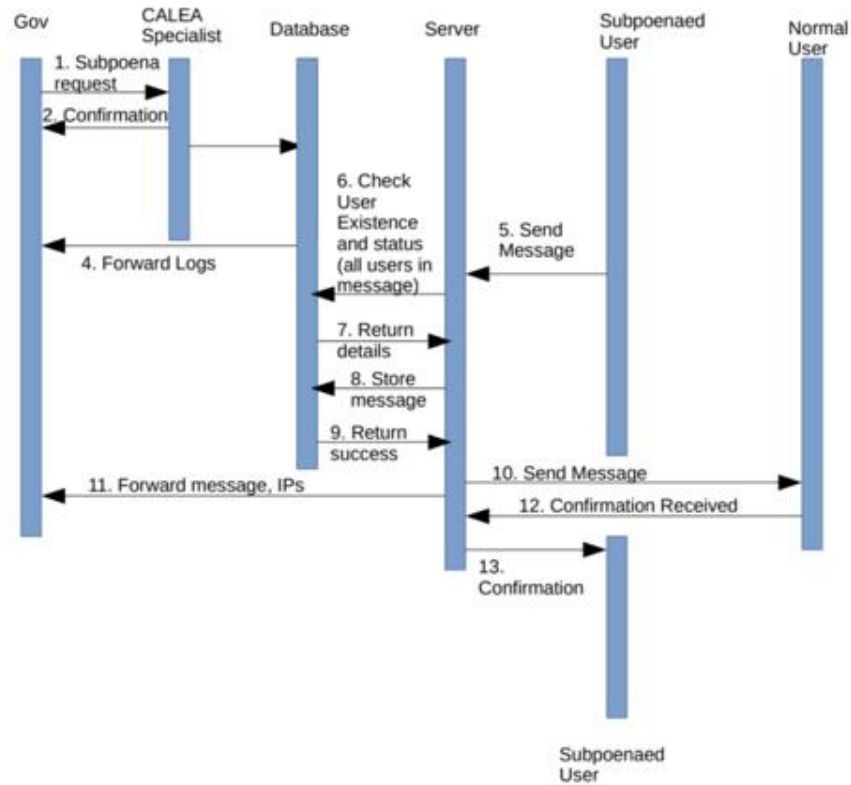 Gov
CALEA
Specialist
Database
Server
Subpoenaed
User
Normal
User
1. Subpoena
request
2. Confirmation
6. Check
User
Existence
and status
(all users in
message)
5. Send
Message
4. Forward Logs
7. Return
details
8. Store
message
9. Return
success
10. Send Message
11. Forward message, IPs
12. Confirmation Received
13.
Confirmation
Subpoenaed
User